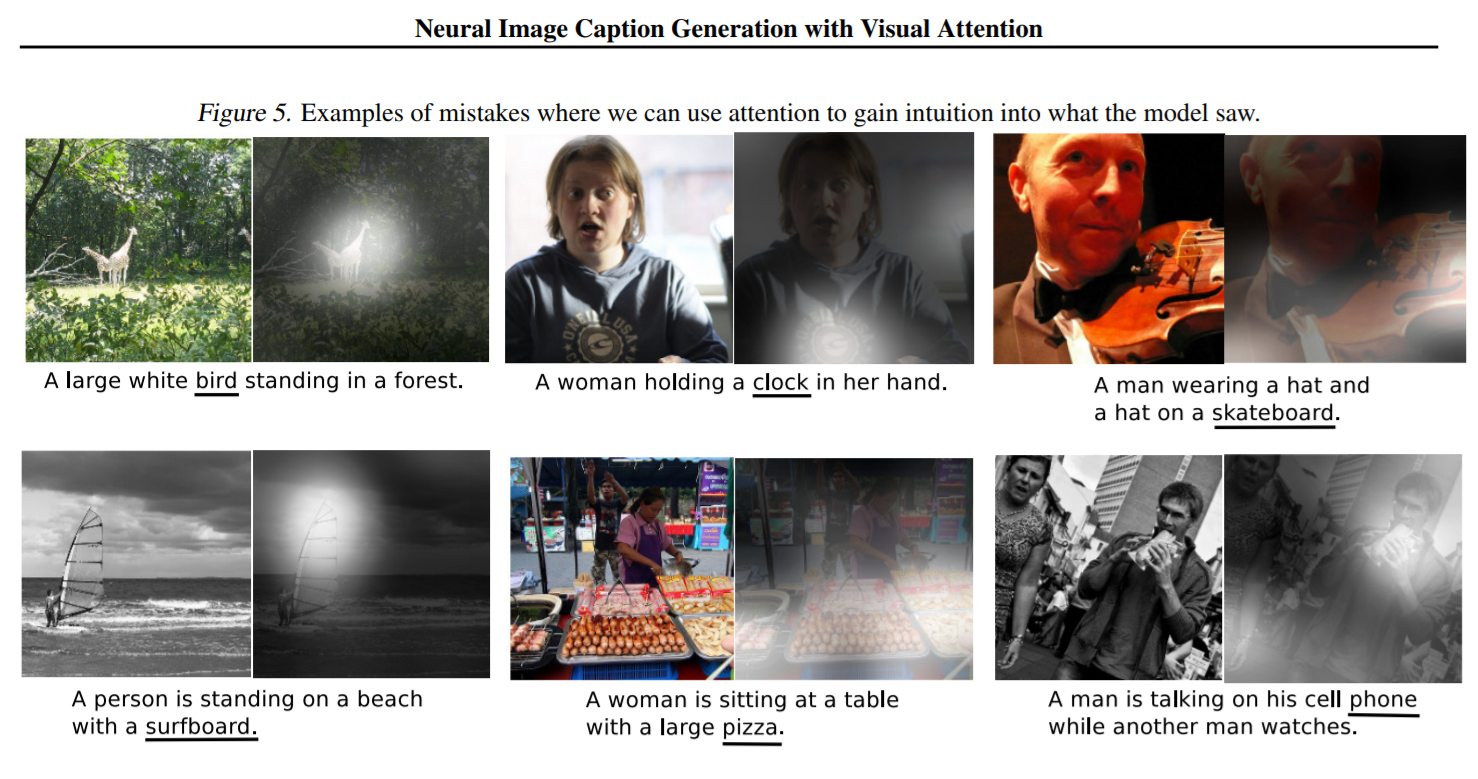 Neural Image Caption Generation with Visual Attention
Figure 5. Examples of mistakes where we can use attention to gain intuition into what the model saw.
A large white bird standing in a forest.
A woman holding a clock in her hand.
A man wearing a hat and
a hat on a skateboard.
A person is standing on a beach
with a surfboard.
A woman is sitting at a table
with a large pizza.
A man is talking on his cell phone
while another man watches.